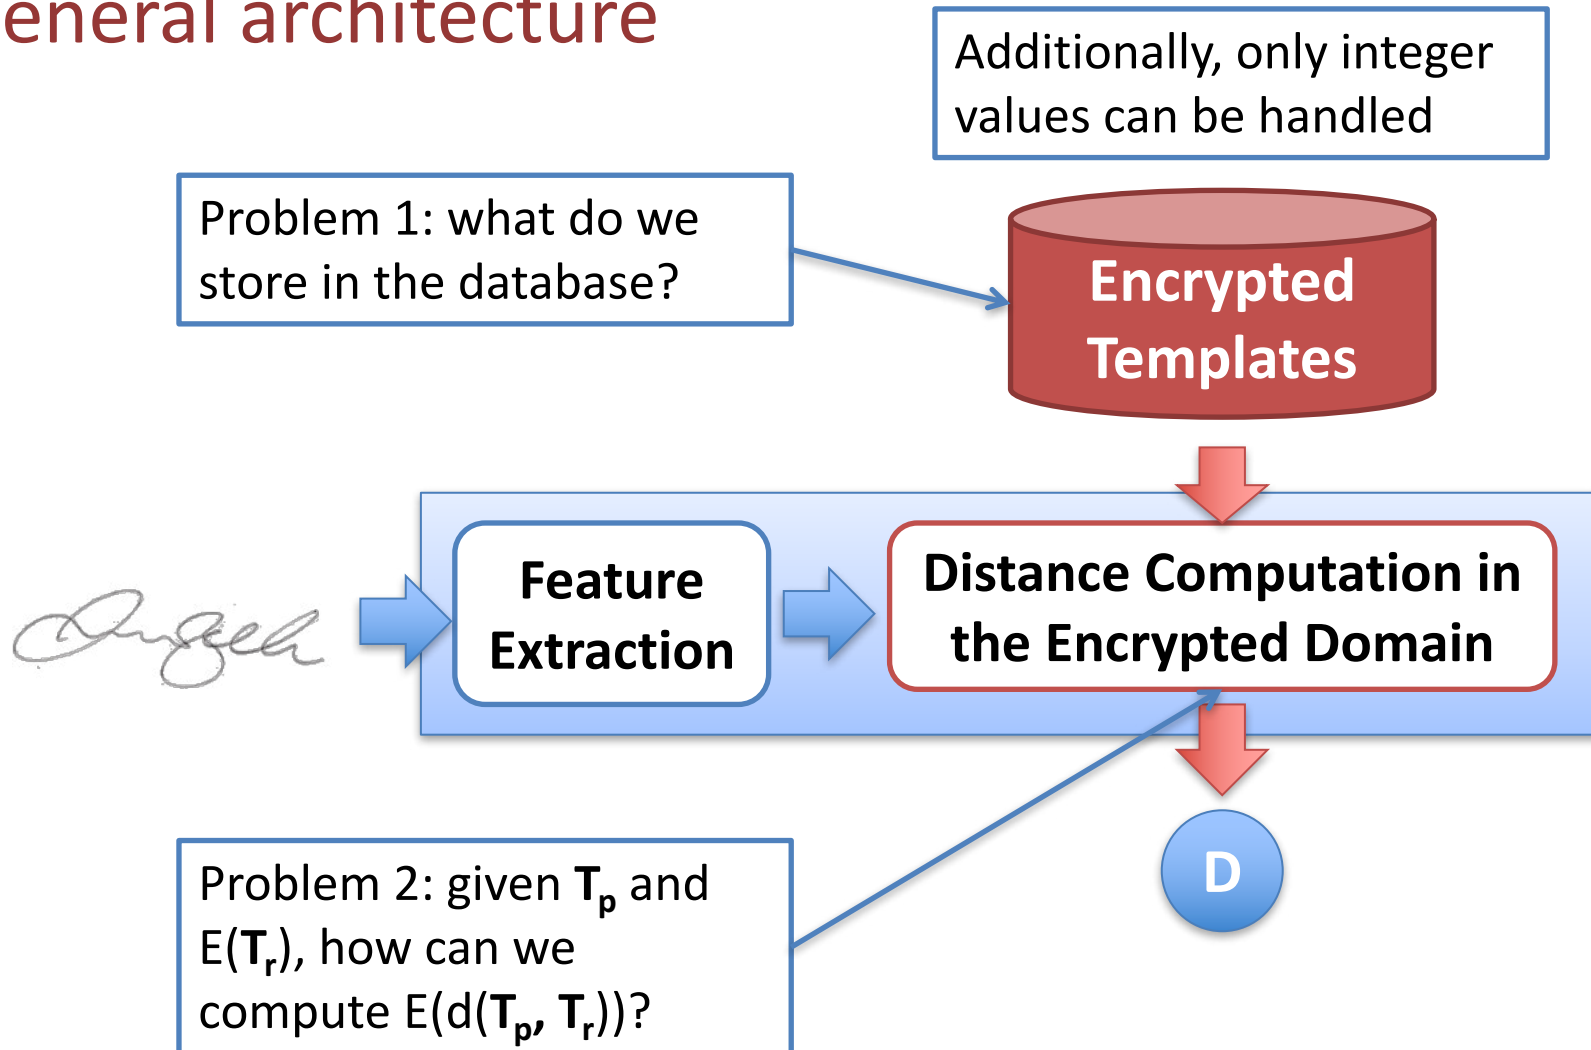 eneral architecture
Additionally, only integer
values can be handled
Problem 1: what do we
store in the database?
Encrypted
Templates
Feature
Extraction
Distance Computation in
the Encrypted Domain
D
Problem 2: given Tp and
E(Tr), how can we
compute E(d(Tp, Tr))?